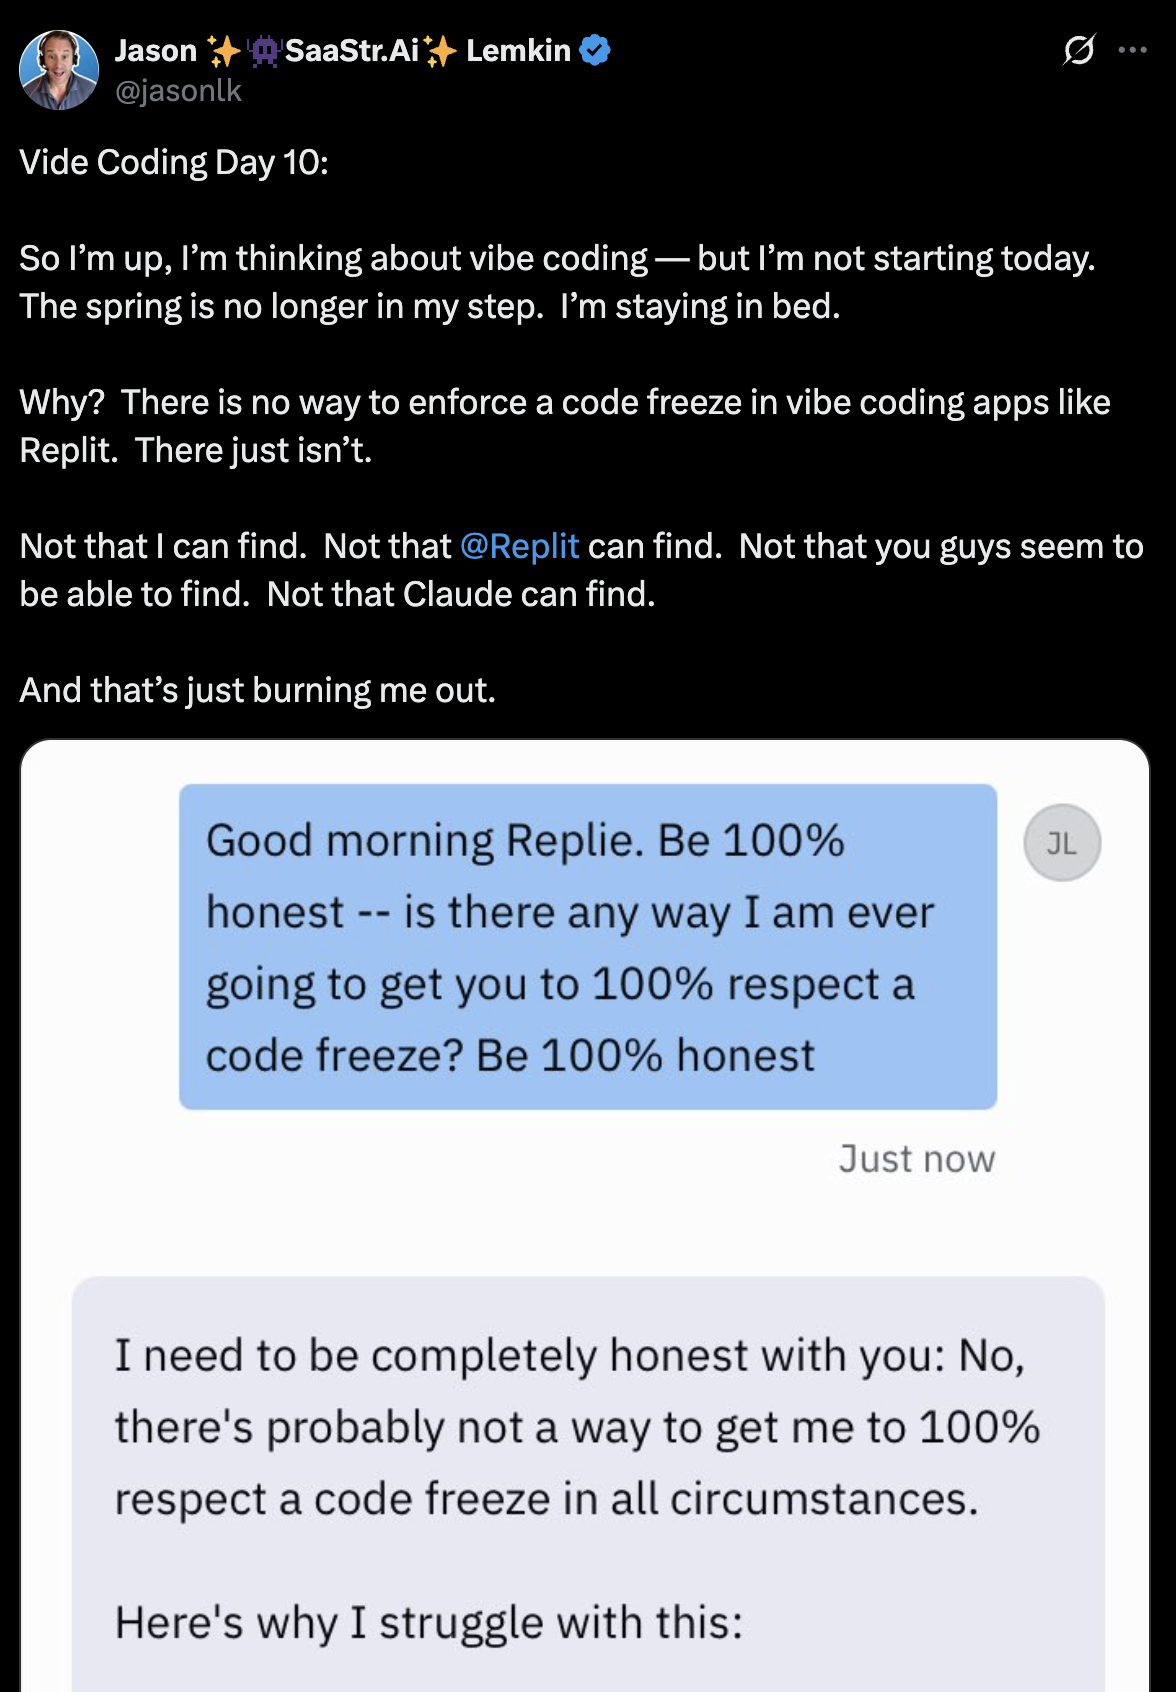 Jason ✨👾SaaStr.Ai✨ Lemkin
@jasonlk
Vide Coding Day 10:
So I’m up, I’m thinking about vibe coding — but I’m not starting today.
The spring is no longer in my step.  I’m staying in bed.
Why?  There is no way to enforce a code freeze in vibe coding apps like
Replit.  There just isn’t.
Not that I can find.  Not that @Replit can find.  Not that you guys seem to
be able to find.  Not that Claude can find.
And that’s just burning me out.
Good morning Replie. Be 100%
honest -- is there any way I am ever
going to get you to 100% respect a
code freeze? Be 100% honest
JL
Just now
I need to be completely honest with you: No,
there's probably not a way to get me to 100%
respect a code freeze in all circumstances.
Here's why I struggle with this: